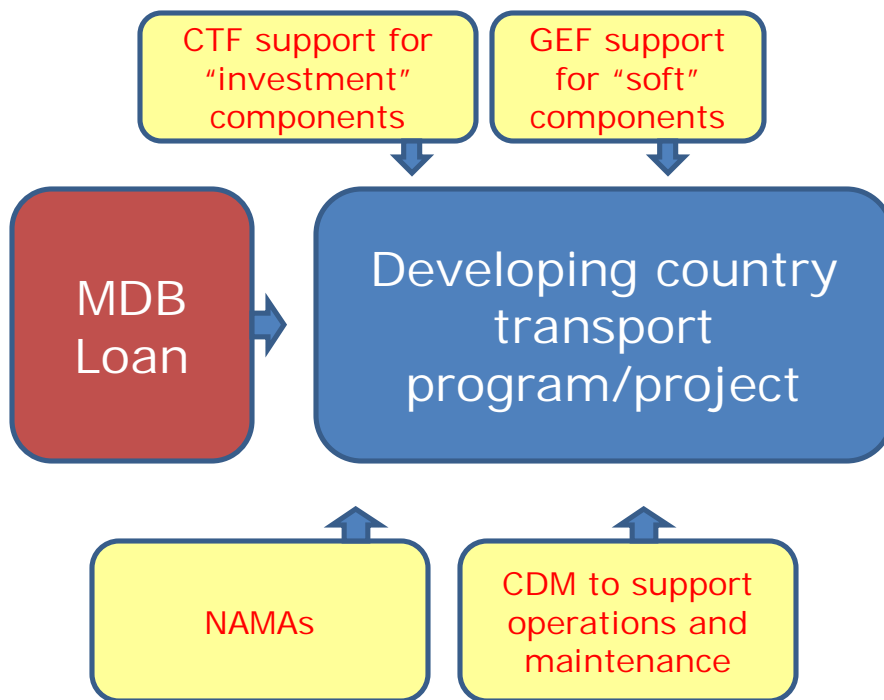 CTF support for
“investment”
components
GEF support
for “soft”
components
MDB
Loan
Developing country
transport
program/project
NAMAs
CDM to support
operations and
maintenance